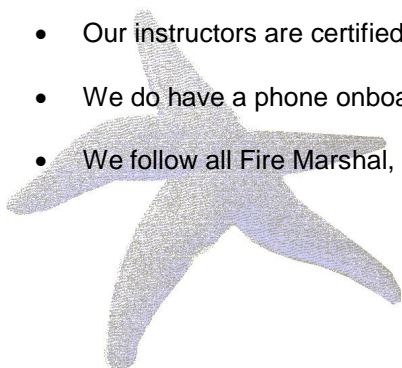 • Our instructors are certified
• We do have a phone onboa
• We follow all Fire Marshal,